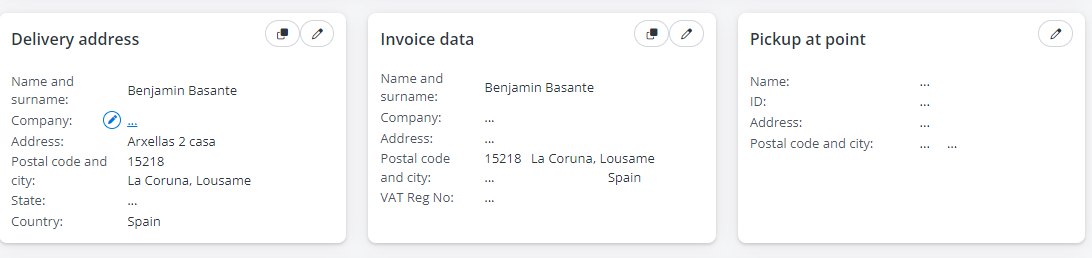 Delivery address
Name and
surname: Benjamin Basante
Company: ...
Address: Arxellas 2 casa
Postal code and 15218
city: La Coruna, Lousame
State: ...
Country: Spain
Invoice data
Name and
surname: Benjamin Basante
Company: ...
Address: ...
Postal code 15218 La Coruna, Lousame
and city: ... Spain
VAT Reg No: ...
Pickup at point
Name: ...
ID: ...
Address: ...
Postal code and city: ... ...